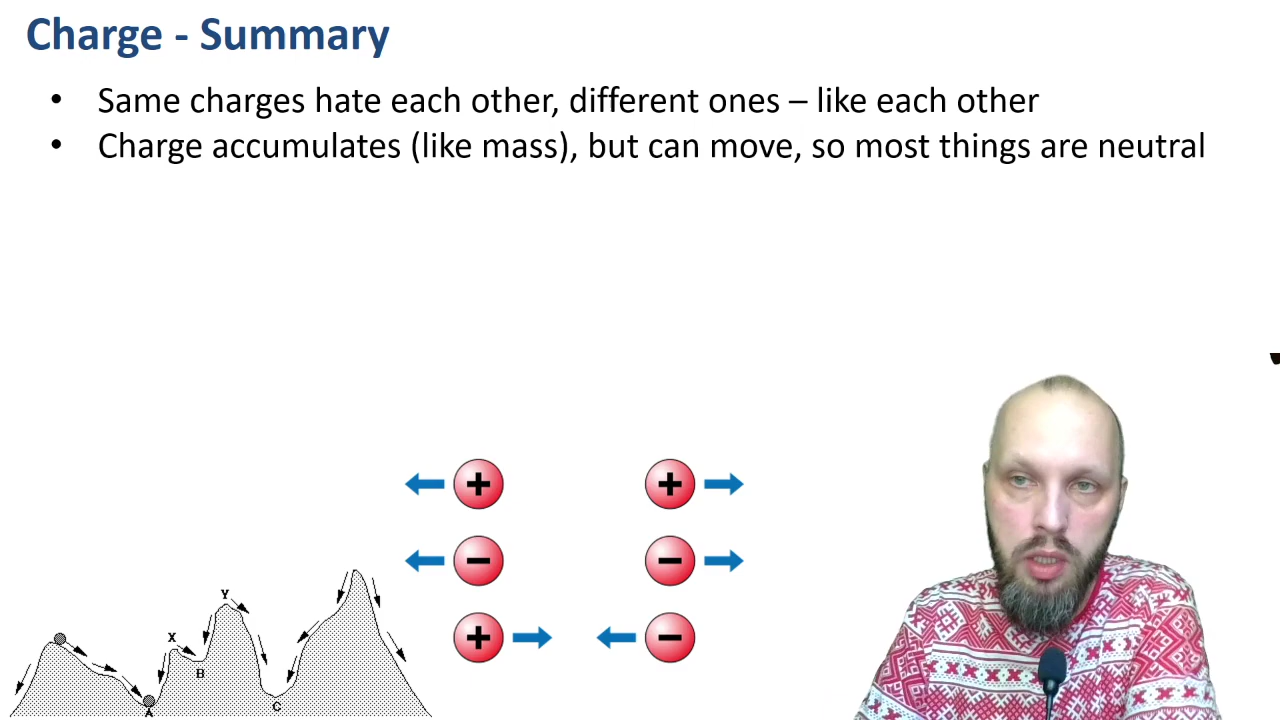 Charge - Summary
• Same charges hate each other, different ones – like each other
• Charge accumulates (like mass), but can move, so most things are neutral
+ +
− −
+ −
Y
X
B
A
C